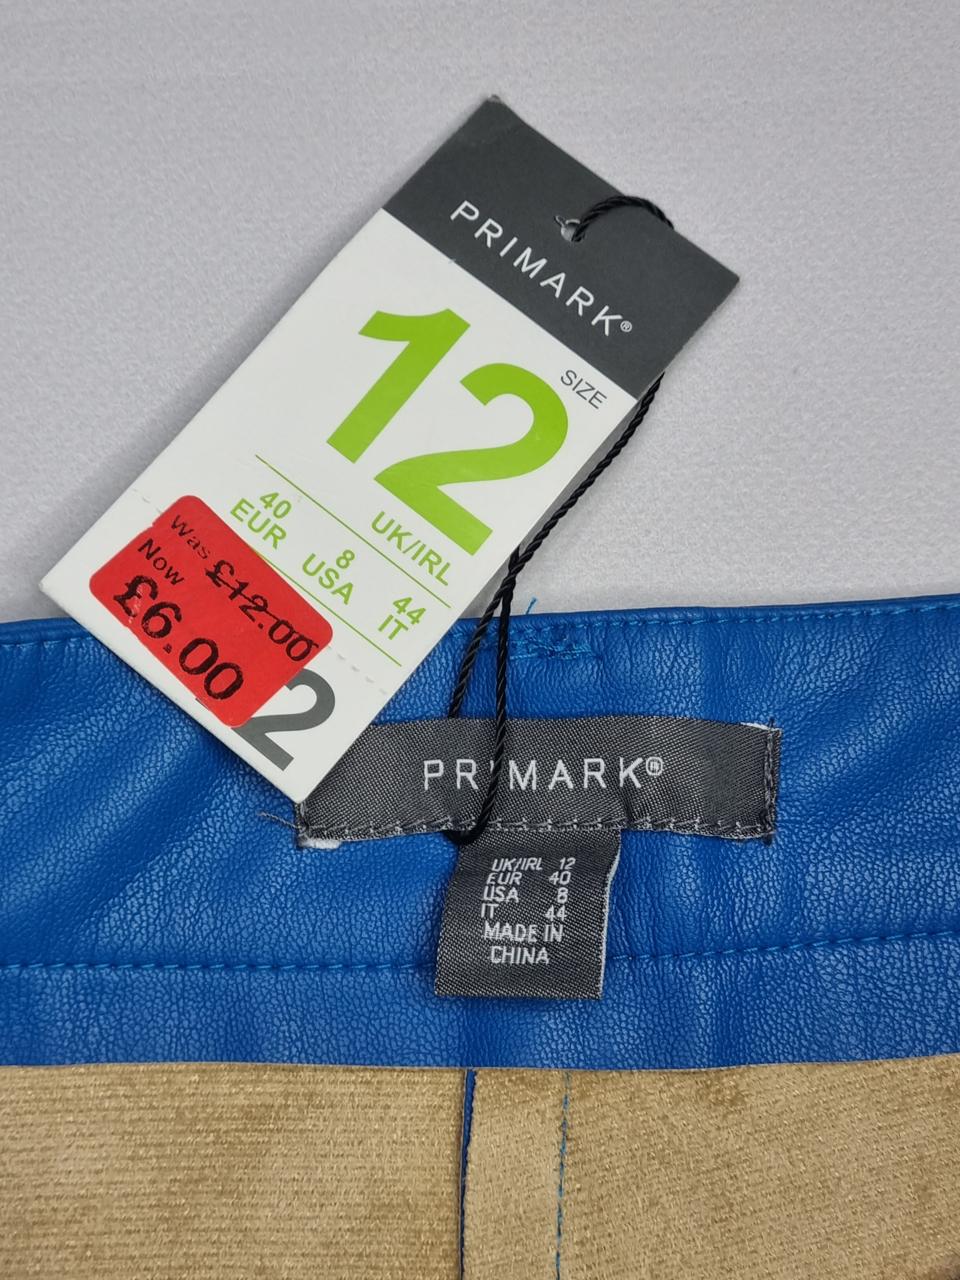 PRIMARK®
SIZE
12
UK/IRL
40
EUR
8
USA
44
IT
Was £12.00
Now
£6.00
2
PRIMARK®
UK/IRL 12
EUR 40
USA 8
IT 44
MADE IN
CHINA